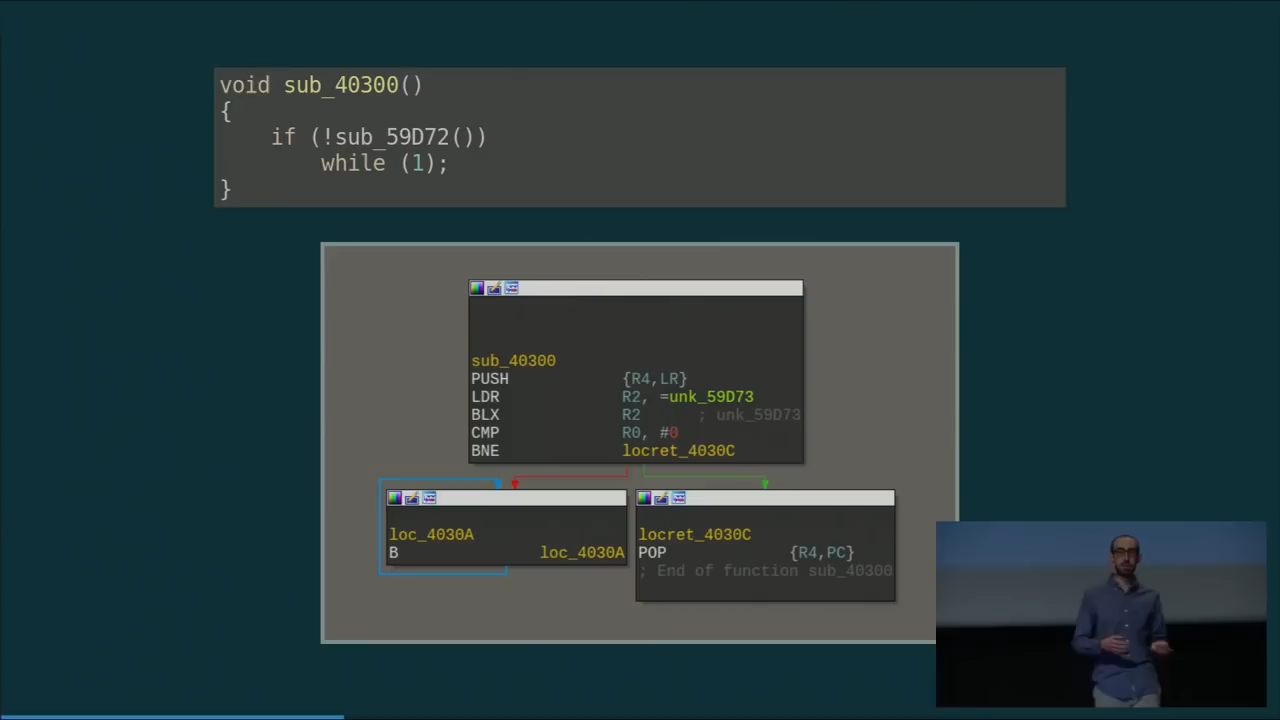 void sub_40300()
{
if (!sub_59D72())
while (1);
}
sub_40300
PUSH {R4,LR}
LDR R2, =unk_59D73
BLX R2 ; unk_59D73
CMP R0, #0
BNE locret_4030C
loc_4030A
B loc_4030A
locret_4030C
POP {R4,PC}
; End of function sub_40300